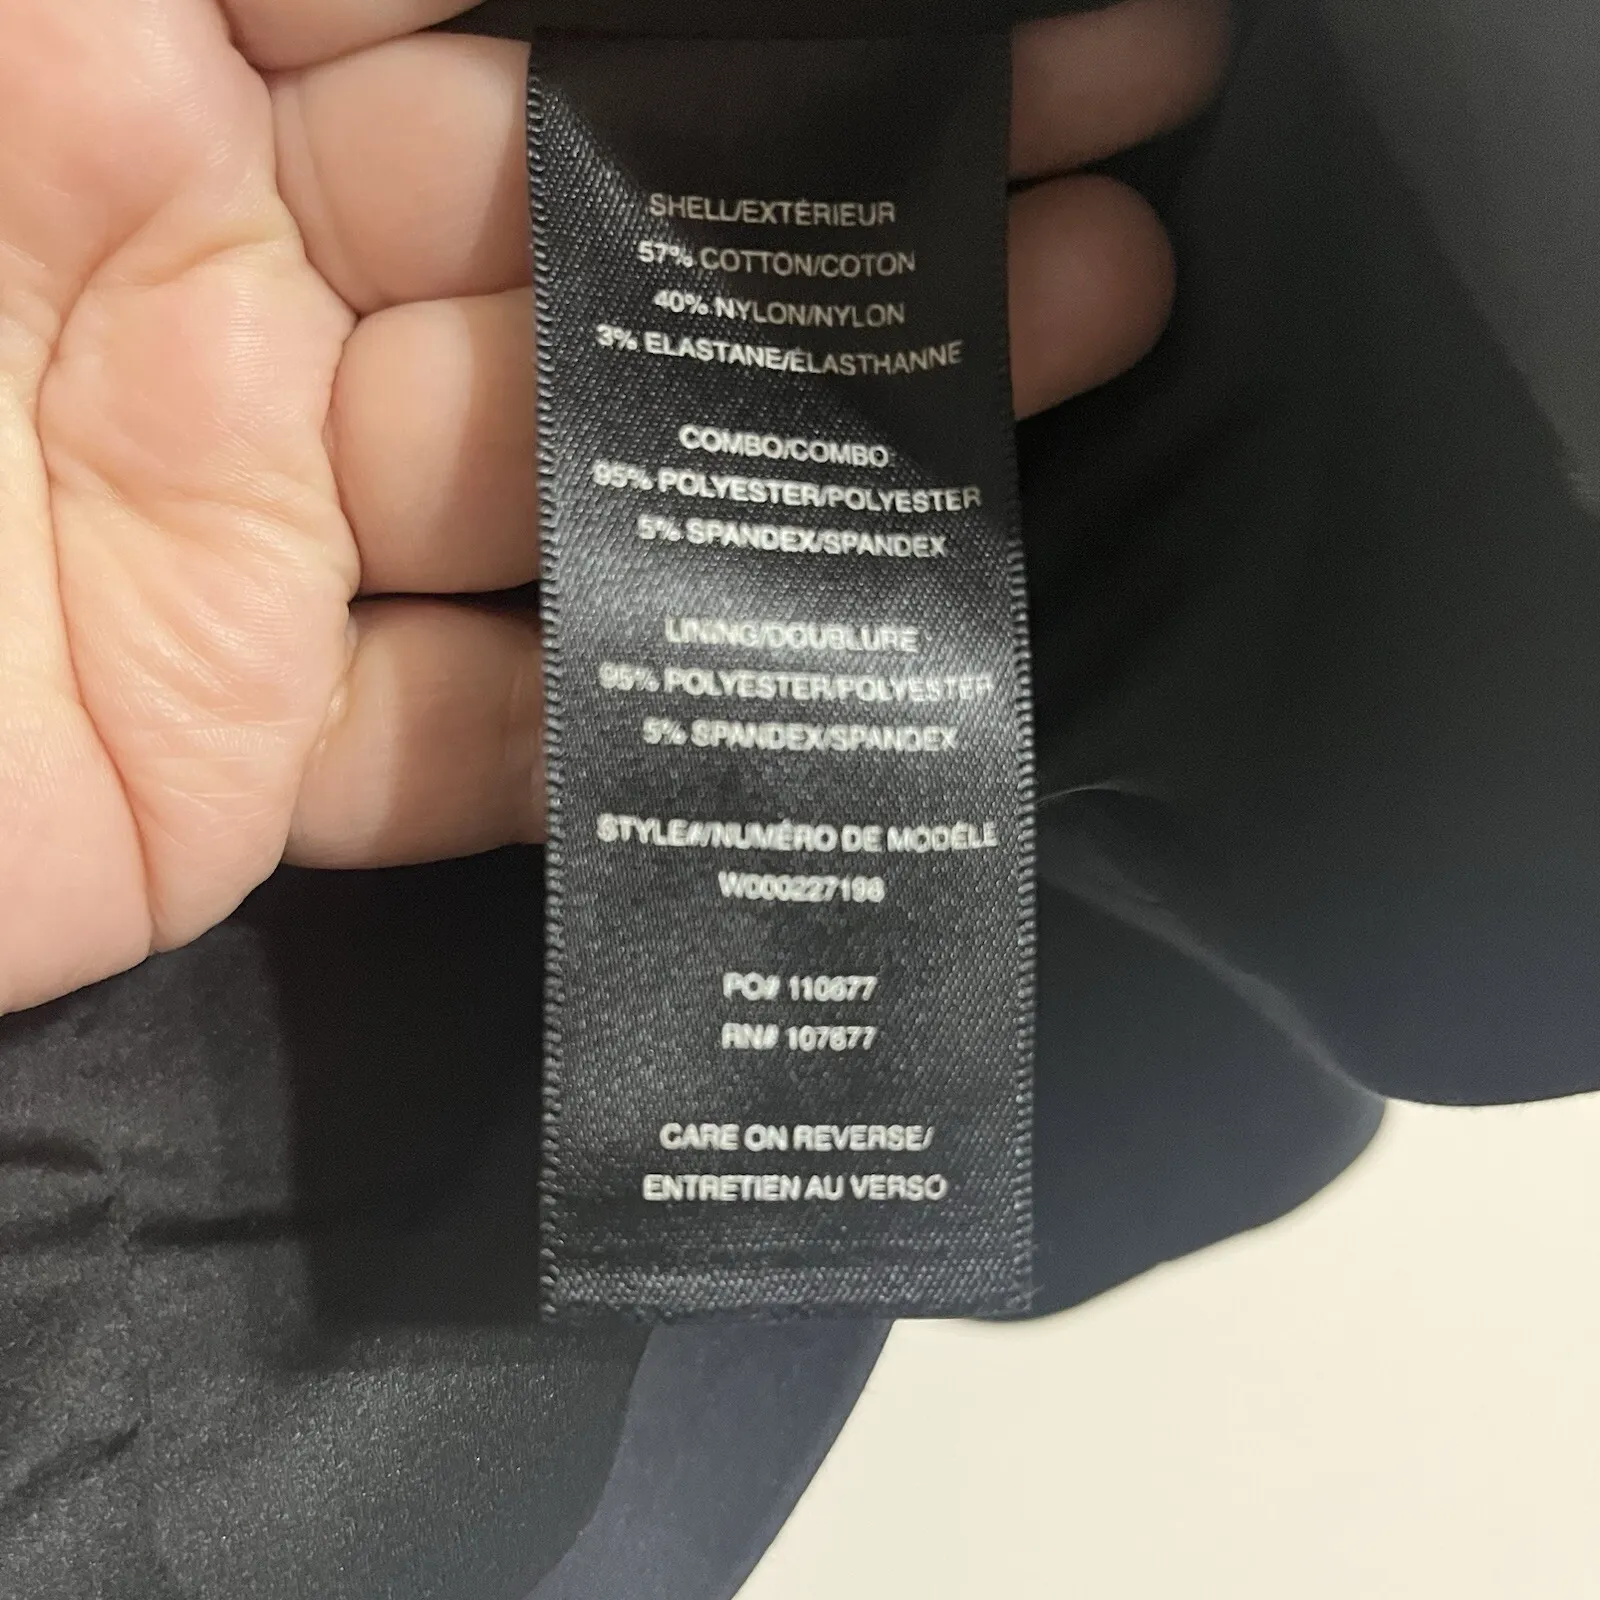 SHELL/EXTÉRIEUR
57% COTTON/COTON
40% NYLON/NYLON
3% ELASTANE/ÉLASTHANNE
COMBO/COMBO
95% POLYESTER/POLYESTER
5% SPANDEX/SPANDEX
LINING/DOUBLURE
95% POLYESTER/POLYESTER
5% SPANDEX/SPANDEX
STYLE#/NUMÉRO DE MODÈLE
W000227198
PO# 110677
RN# 107677
CARE ON REVERSE/
ENTRETIEN AU VERSO